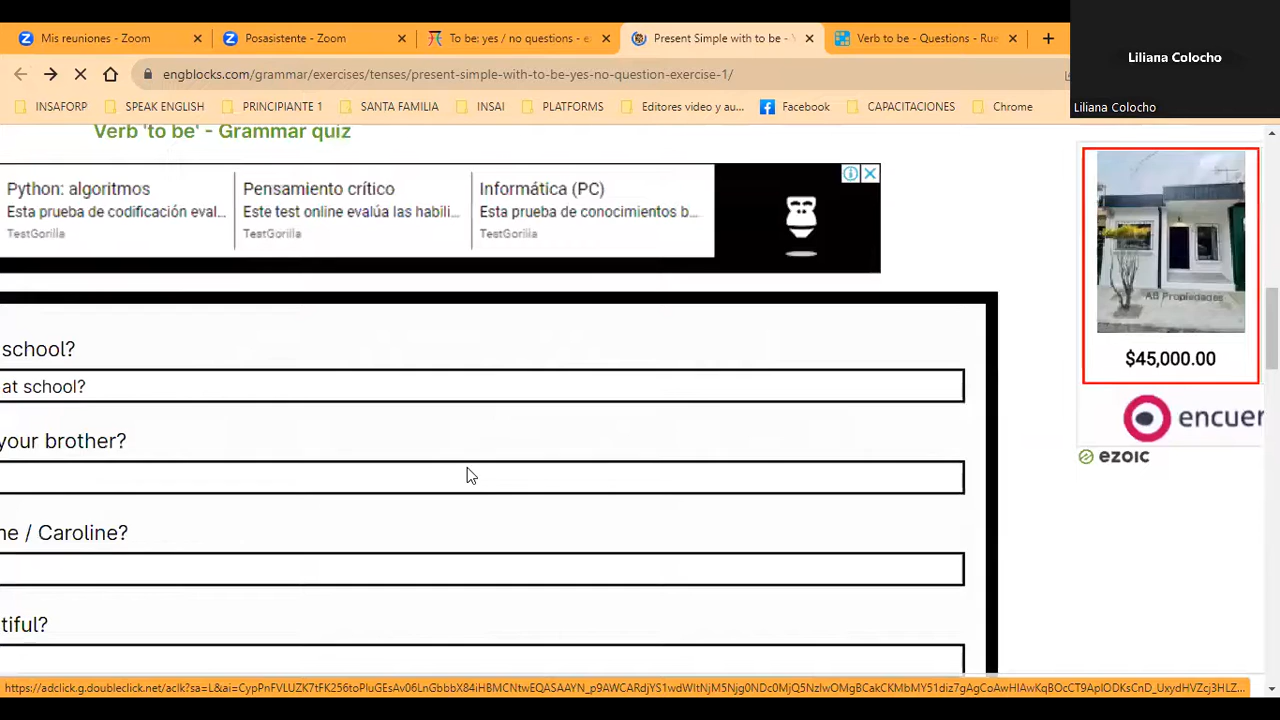 Mis reuniones - Zoom
Posasistente - Zoom
To be: yes / no questions - e
Present Simple with to be - 
Verb to be - Questions - Rue
Liliana Colocho
engblocks.com/grammar/exercises/tenses/present-simple-with-to-be-yes-no-question-exercise-1/
INSAFORP
SPEAK ENGLISH
PRINCIPIANTE 1
SANTA FAMILIA
INSAI
PLATFORMS
Editores video y au...
Facebook
CAPACITACIONES
Chrome
Liliana Colocho
Verb 'to be' - Grammar quiz
Python: algoritmos
Esta prueba de codificación eval...
TestGorilla
Pensamiento crítico
Este test online evalúa las habili...
TestGorilla
Informática (PC)
Esta prueba de conocimientos b...
TestGorilla
AB Propiedades
$45,000.00
encuer
ezoic
school?
at school?
your brother?
ne / Caroline?
tiful?